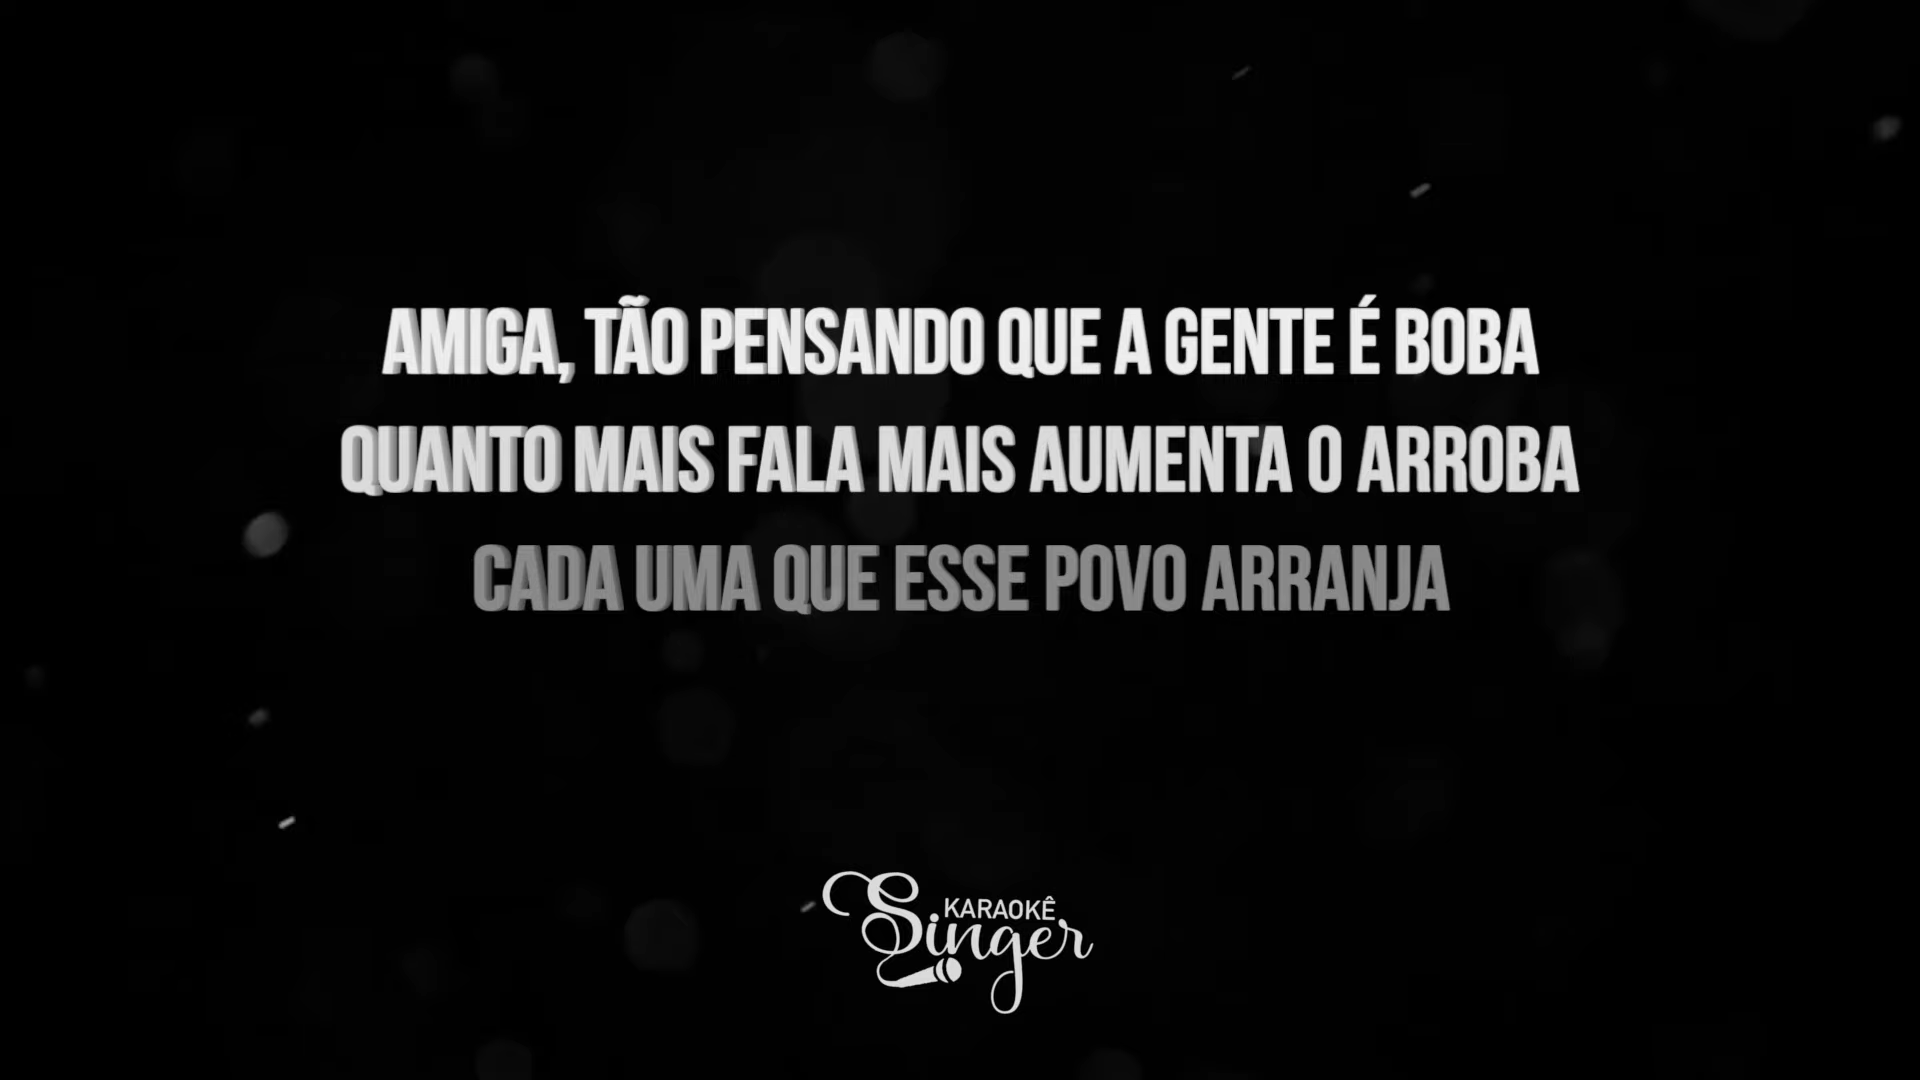 AMIGA, TÃO PENSANDO QUE A GENTE É BOBA
QUANTO MAIS FALA MAIS AUMENTA O ARROBA
CADA UMA QUE ESSE POVO ARRANJA
KARAOKÊ
Singer